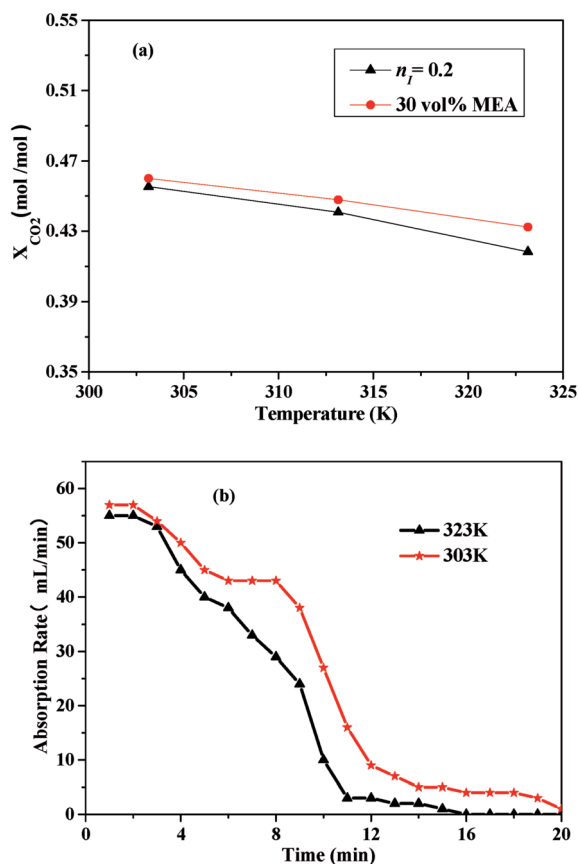 (a)
n_I= 0.2
30 vol% MEA
X_CO2 (mol /mol)
0.55
0.51
0.47
0.43
0.39
0.35
300 305 310 315 320 325
Temperature (K)
(b)
323K
303K
Absorption Rate( mL/min)
60
50
40
30
20
10
0
0 4 8 12 16 20
Time (min)